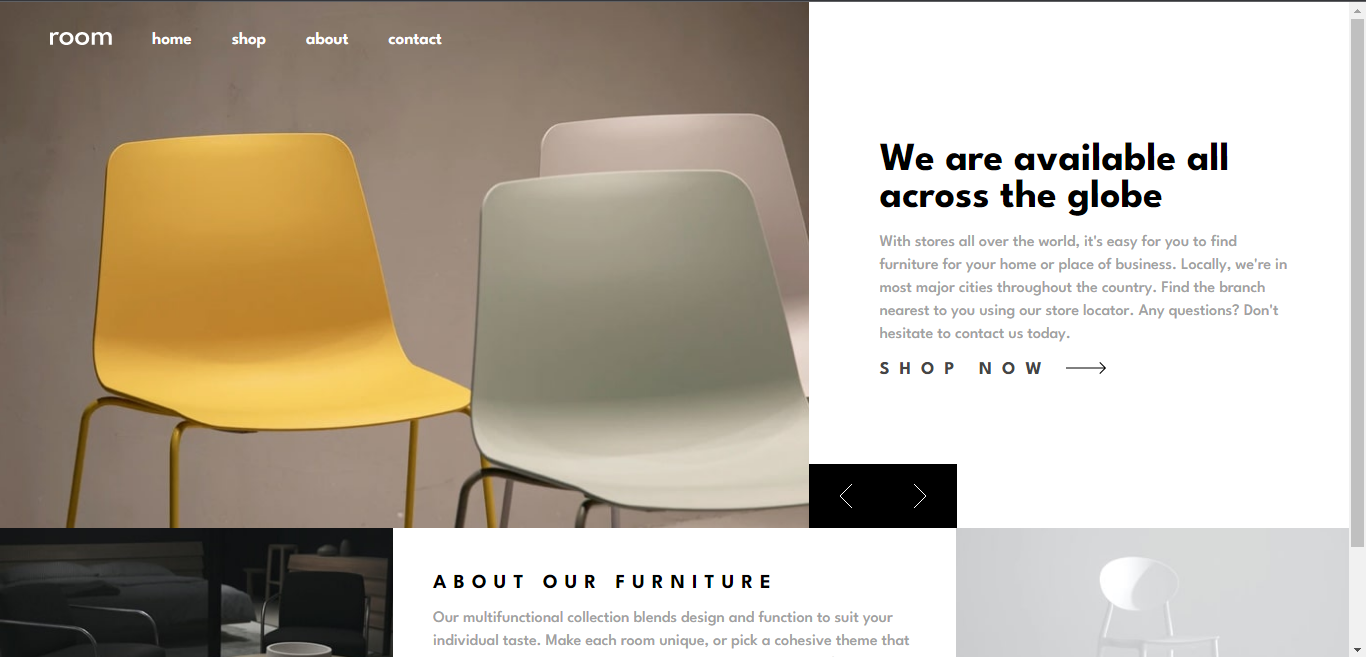 room
home
shop
about
contact
We are available all
across the globe
With stores all over the world, it's easy for you to find
furniture for your home or place of business. Locally, we're in
most major cities throughout the country. Find the branch
nearest to you using our store locator. Any questions? Don't
hesitate to contact us today.
SHOP NOW
ABOUT OUR FURNITURE
Our multifunctional collection blends design and function to suit your
individual taste. Make each room unique, or pick a cohesive theme that